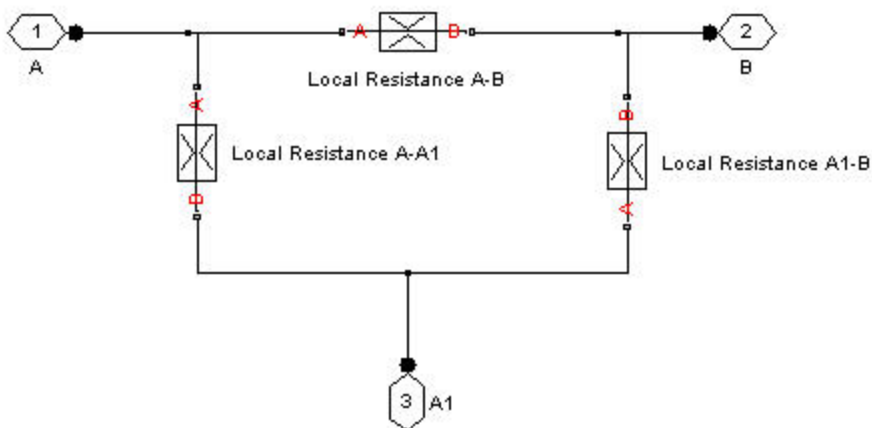 1
A
A
B
2
B
Local Resistance A-B
A
Local Resistance A-A1
B
B
Local Resistance A1-B
A
3
A1